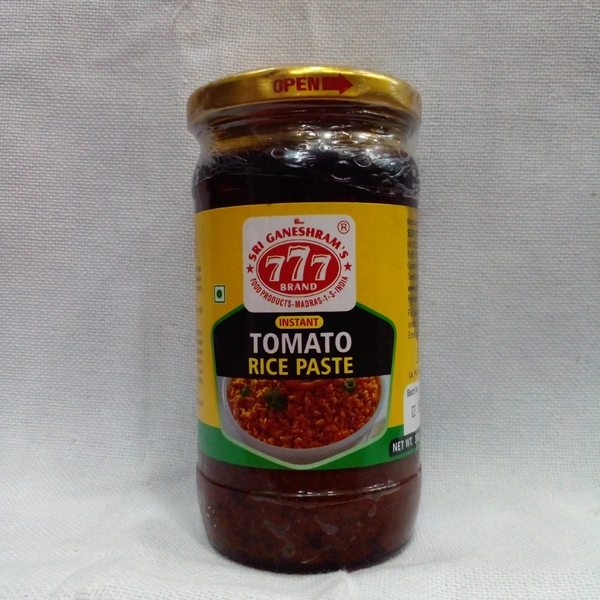 OPEN
®
SRI GANESHRAM'S
777
BRAND
FOOD PRODUCTS-MADRAS-1-S-INDIA
INSTANT
TOMATO
RICE PASTE
NET WT.